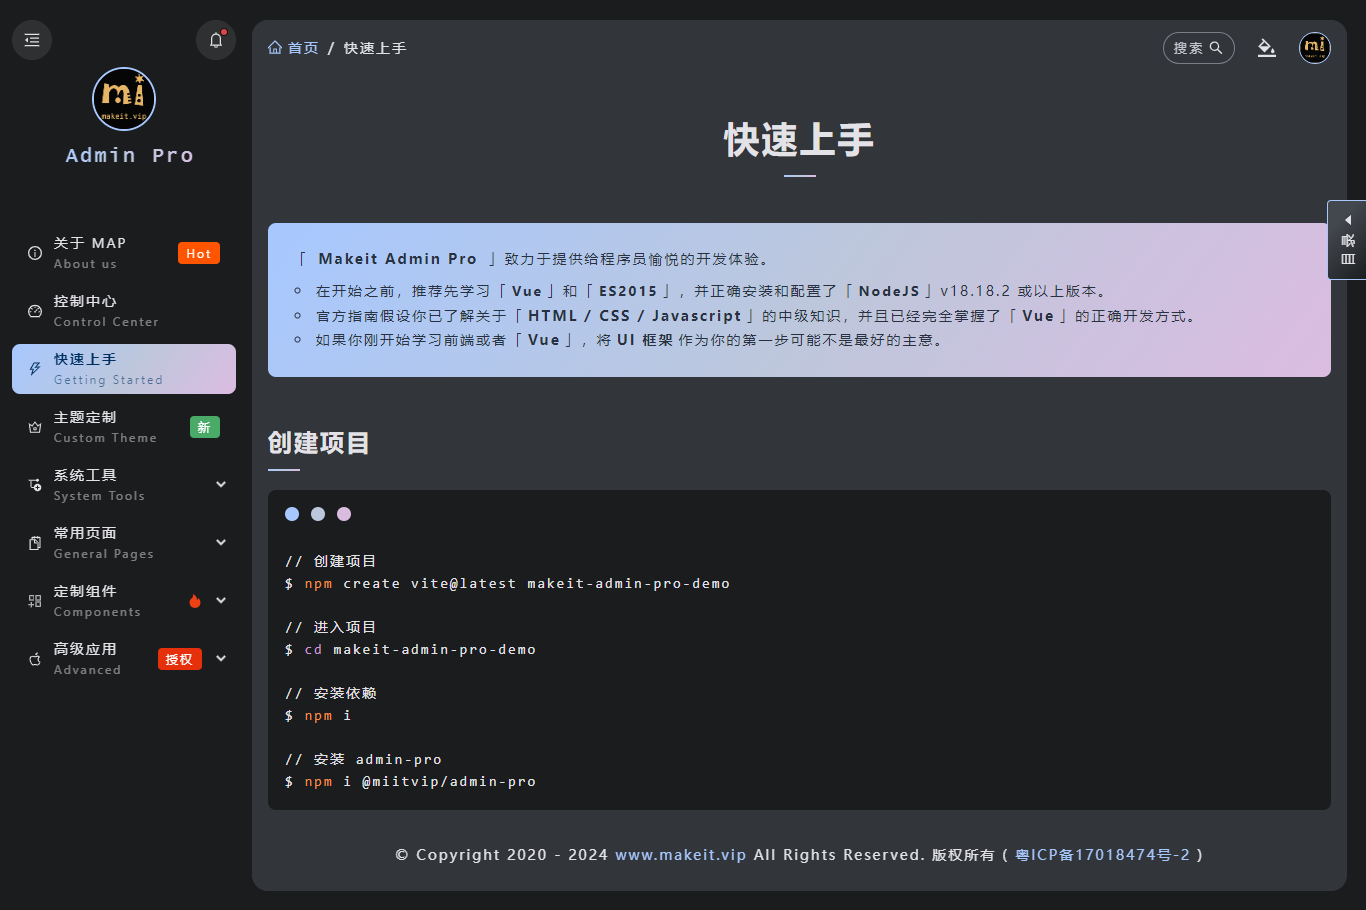 首页 / 快速上手
搜索
mi
makeit.vip
Admin Pro
关于 MAP
About us
Hot
控制中心
Control Center
快速上手
Getting Started
主题定制
Custom Theme
新
系统工具
System Tools
常用页面
General Pages
定制组件
Components
高级应用
Advanced
授权
快速上手
「 Makeit Admin Pro 」致力于提供给程序员愉悦的开发体验。
在开始之前，推荐先学习「 Vue 」和「 ES2015 」，并正确安装和配置了「 NodeJS 」v18.18.2 或以上版本。
官方指南假设你已了解关于「 HTML / CSS / Javascript 」的中级知识，并且已经完全掌握了「 Vue 」的正确开发方式。
如果你刚开始学习前端或者「 Vue 」，将 UI 框架 作为你的第一步可能不是最好的主意。
创建项目
// 创建项目
$ npm create vite@latest makeit-admin-pro-demo
// 进入项目
$ cd makeit-admin-pro-demo
// 安装依赖
$ npm i
// 安装 admin-pro
$ npm i @miitvip/admin-pro
© Copyright 2020 - 2024 www.makeit.vip All Rights Reserved. 版权所有 ( 粤ICP备17018474号-2 )